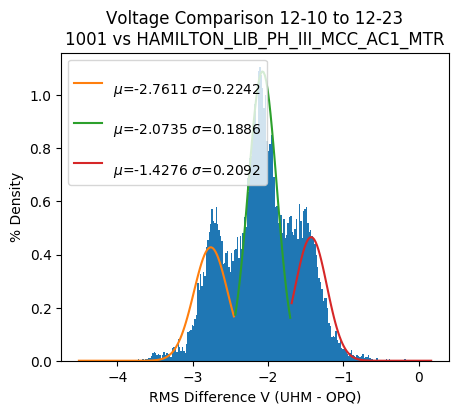 Voltage Comparison 12-10 to 12-23
1001 vs HAMILTON_LIB_PH_III_MCC_AC1_MTR
% Density
1.0
0.8
0.6
0.4
0.2
0.0
μ=-2.7611 σ=0.2242
μ=-2.0735 σ=0.1886
μ=-1.4276 σ=0.2092
−4 −3 −2 −1 0
RMS Difference V (UHM - OPQ)